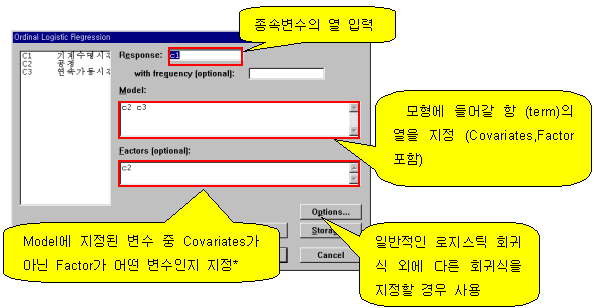 종속변수의 열 입력
Ordinal Logistic Regression
C1 기계수명시간
C2 공정
C3 연속가동시간
Response: c1
with frequency (optional):
Model:
c2 c3
모형에 들어갈 항 (term)의
열을 지정 (Covariates,Factor
포함)
Factors (optional):
c2
Options...
Cancel
Model에 지정된 변수 중 Covariates가
아닌 Factor가 어떤 변수인지 지정*
일반적인 로지스틱 회귀
식 외에 다른 회귀식을
지정할 경우 사용